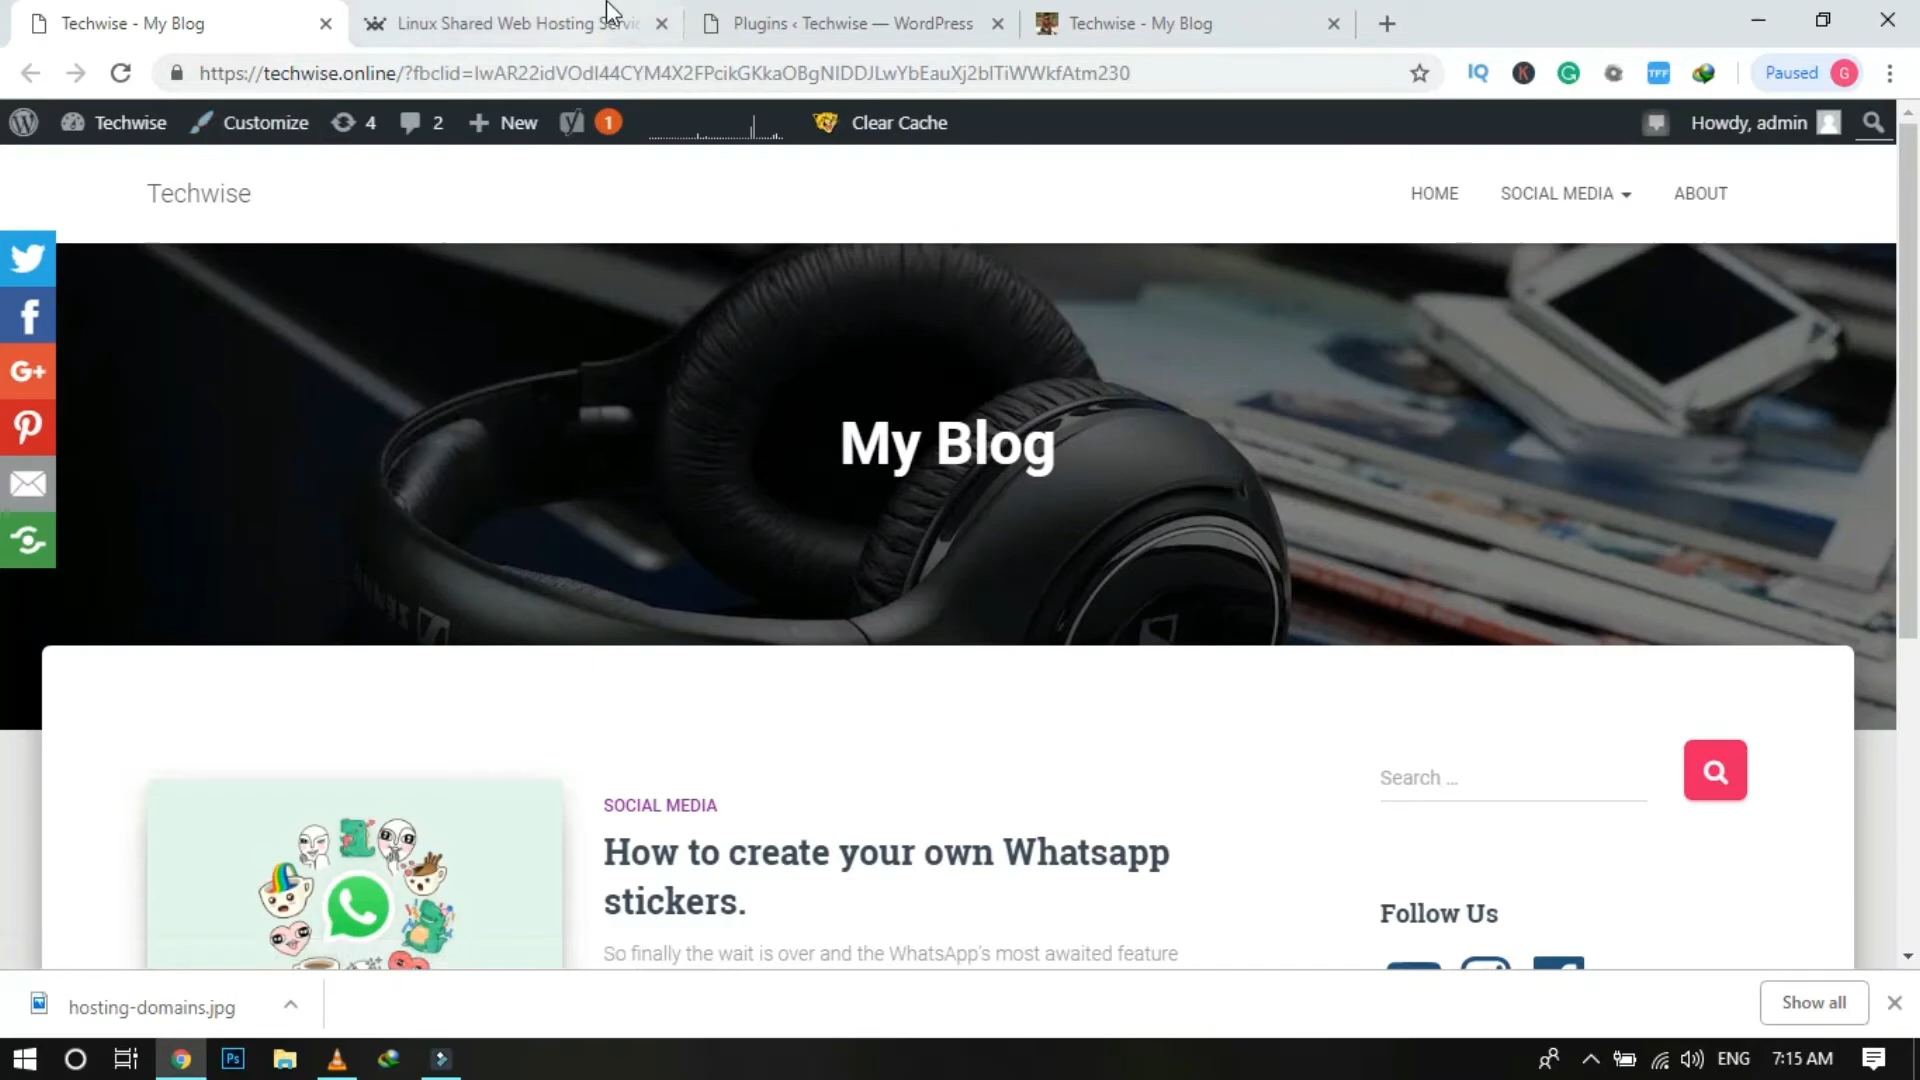 Techwise - My Blog
Linux Shared Web Hosting Servic
Plugins ‹ Techwise — WordPress
Techwise - My Blog
https://techwise.online/?fbclid=IwAR22idVOdI44CYM4X2FPcikGKkaOBgNIDDJLwYbEauXj2bITiWWkfAtm230
IQ
K
G
TFF
Paused
G
Techwise
Customize
4
2
New
1
Clear Cache
Howdy, admin
Techwise
HOME
SOCIAL MEDIA
ABOUT
G+
My Blog
Search ...
SOCIAL MEDIA
How to create your own Whatsapp
stickers.
So finally the wait is over and the WhatsApp's most awaited feature
Follow Us
hosting-domains.jpg
Show all
Ps
ENG
7:15 AM